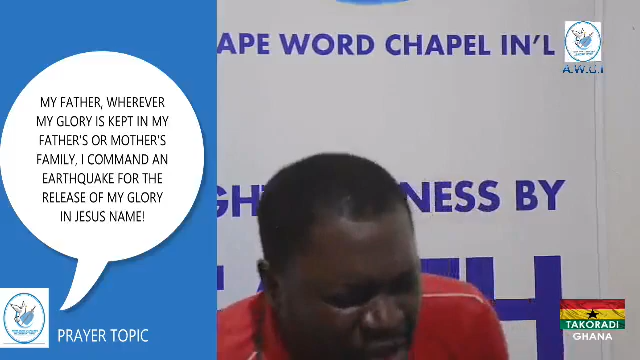 MY FATHER, WHEREVER
MY GLORY IS KEPT IN MY
FATHER'S OR MOTHER'S
FAMILY, I COMMAND AN
EARTHQUAKE FOR THE
RELEASE OF MY GLORY
IN JESUS NAME!
PRAYER TOPIC
APE WORD CHAPEL IN'L
NESS BY
A.W.C.I
TAKORADI
GHANA